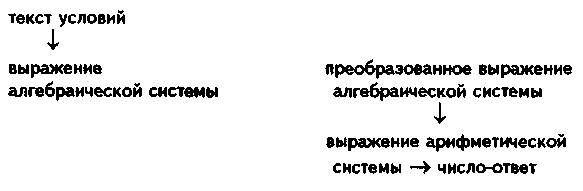 текст условий
↓
выражение
алгебраической системы
преобразованное выражение
алгебраической системы
↓
выражение арифметической
системы → число-ответ